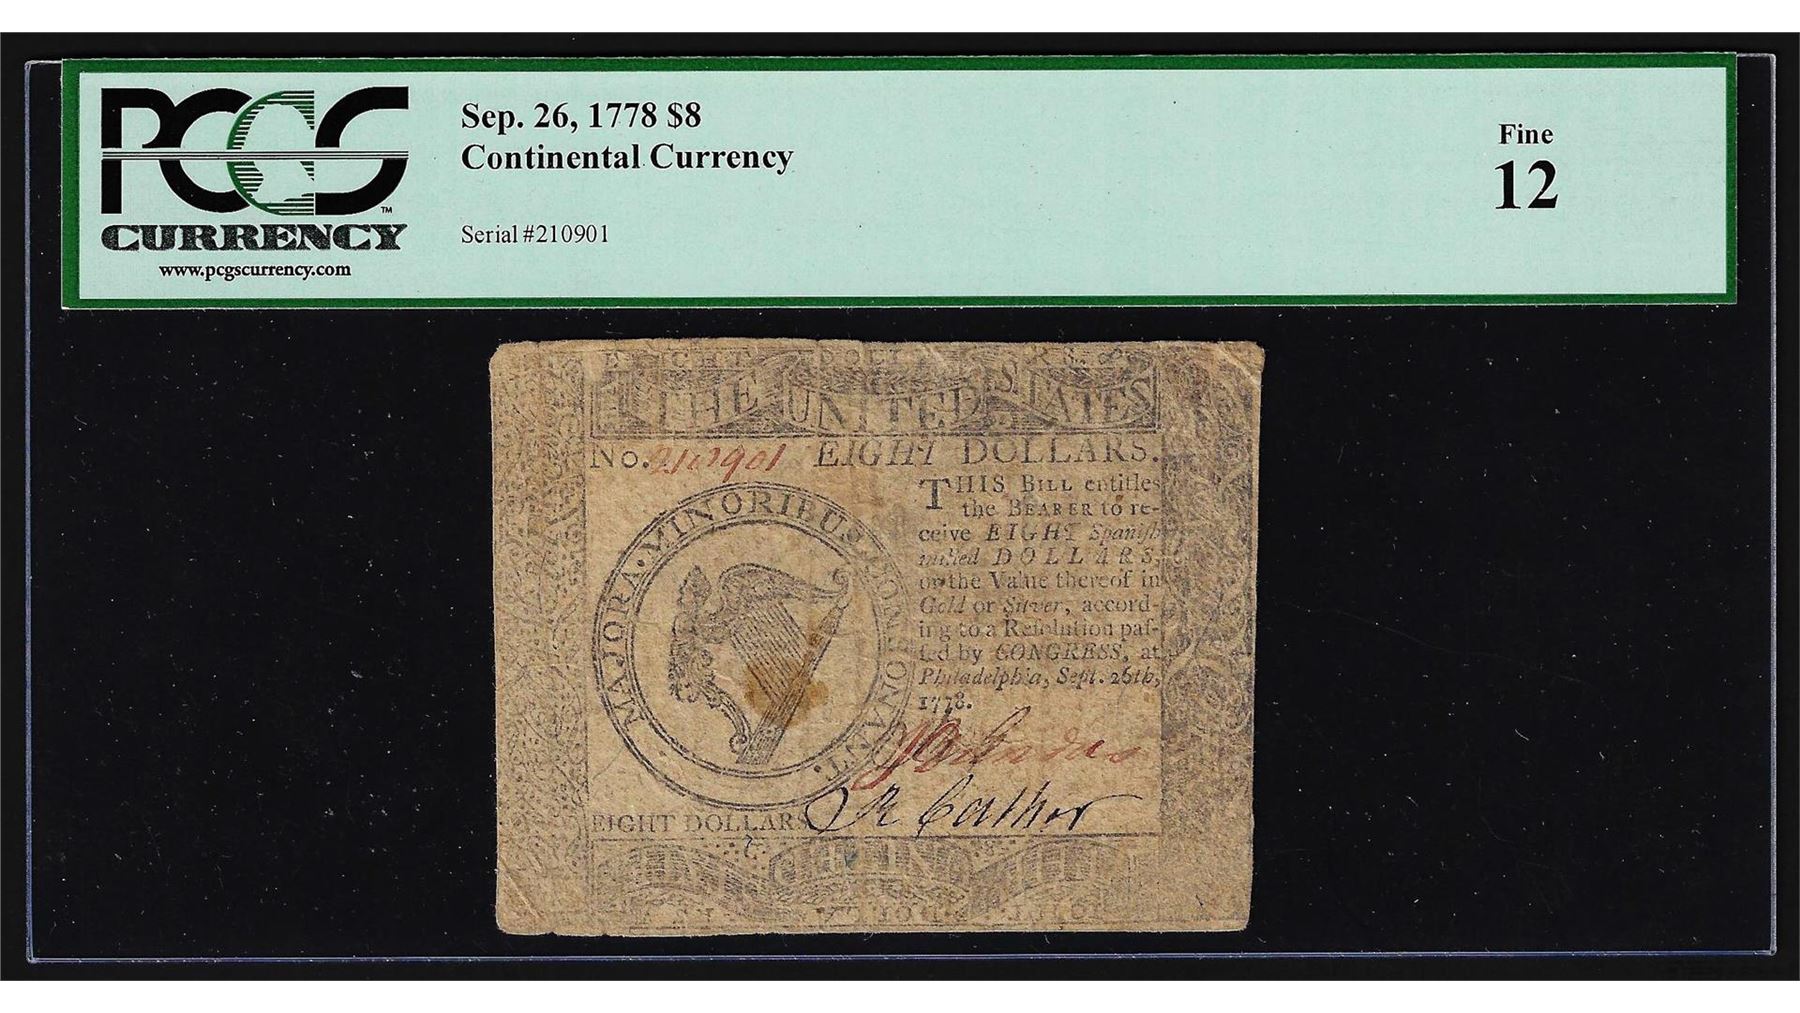 PCGS™
CURRENCY
www.pcgscurrency.com
Sep. 26, 1778 $8
Continental Currency
Serial #210901
Fine
12
THE UNITED STATES
No. 210901 EIGHT DOLLARS.
MAJORA · MINORIBUS CONSONANT.
THIS BILL entitles
the BEARER to re-
ceive EIGHT Spanish
milled DOLLARS,
or the Value thereof in
Gold or Silver, accord-
ing to a Resolution paſ-
ſed by CONGRESS, at
Philadelphia, Sept. 26th,
1778.
EIGHT DOLLARS